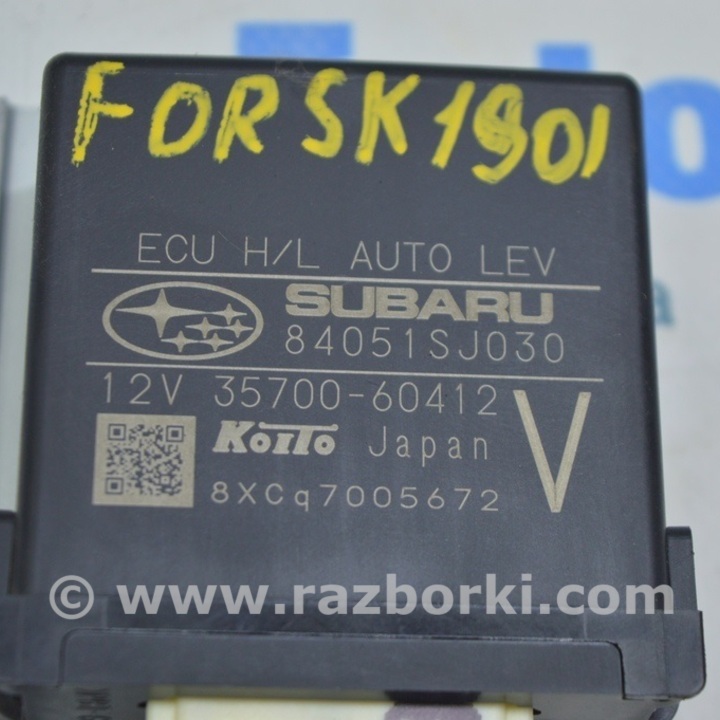 FORSK1901
ECU H/L AUTO LEV
SUBARU
84051SJ030
12V 35700-60412
V
KOITO Japan
8XCq7005672
© www.razborki.com